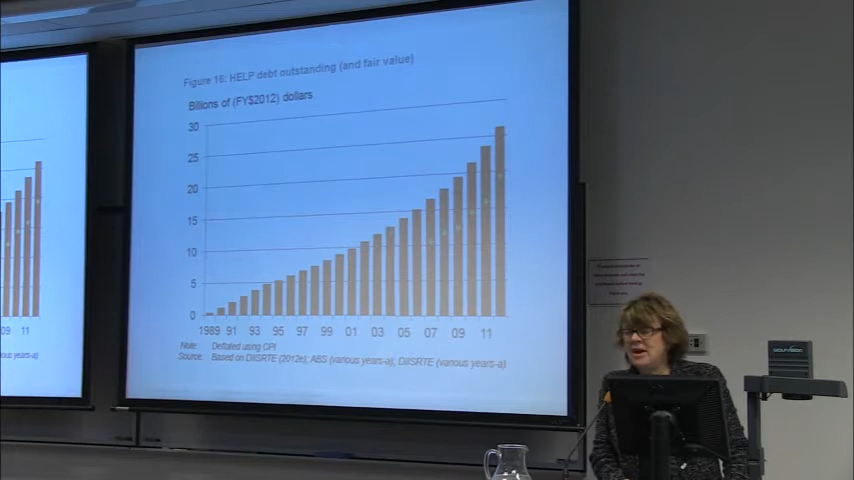 Figure 16: HELP debt outstanding (and fair value)
Billions of (FY$2012) dollars
30
25
20
15
10
5
0
1989 91 93 95 97 99 01 03 05 07 09 11
Note: Deflated using CPI
Source: Based on DIISRTE (2012e); ABS (various years-a), DIISRTE (various years-a)
09 11
years-a)
WOLFVISION